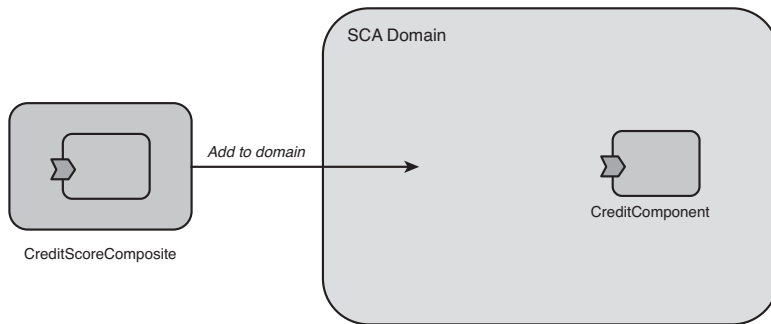 SCA Domain
Add to domain
CreditComponent
CreditScoreComposite